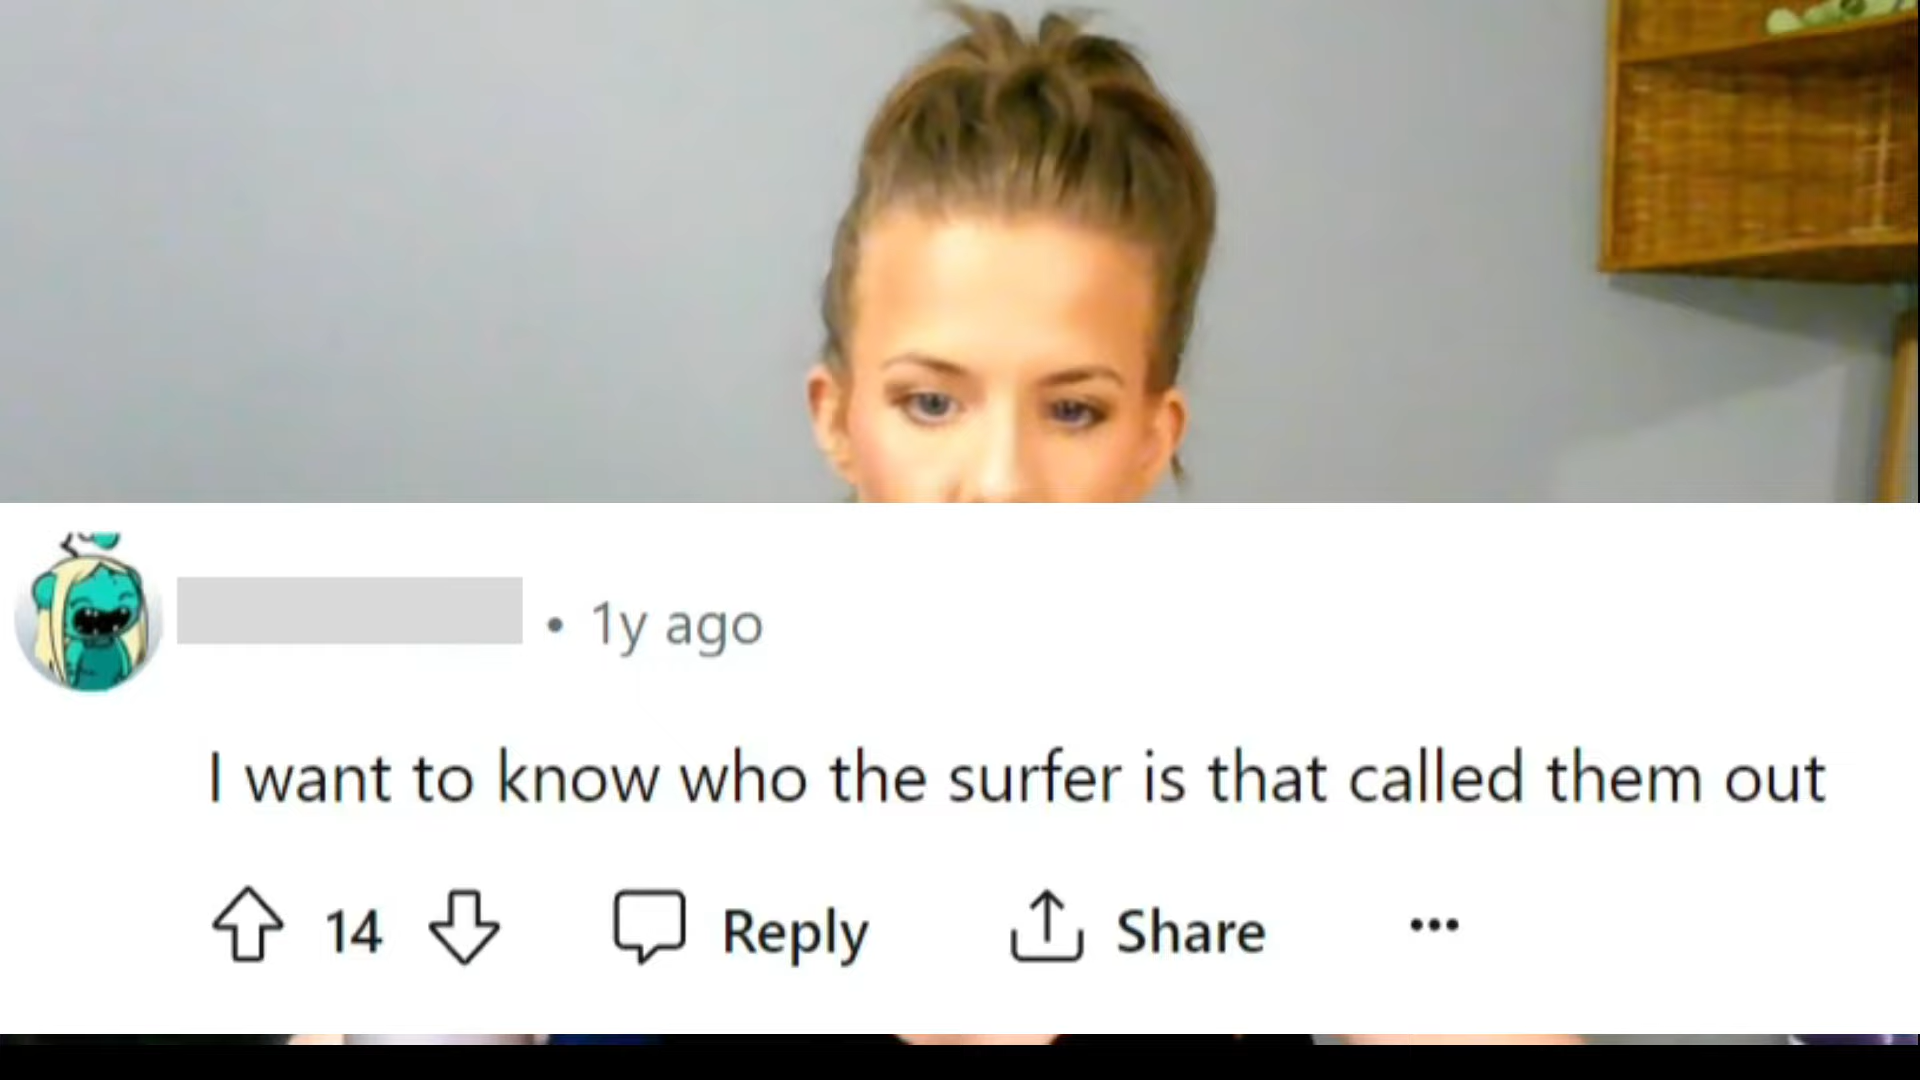 • 1y ago
I want to know who the surfer is that called them out
14 Reply Share ...